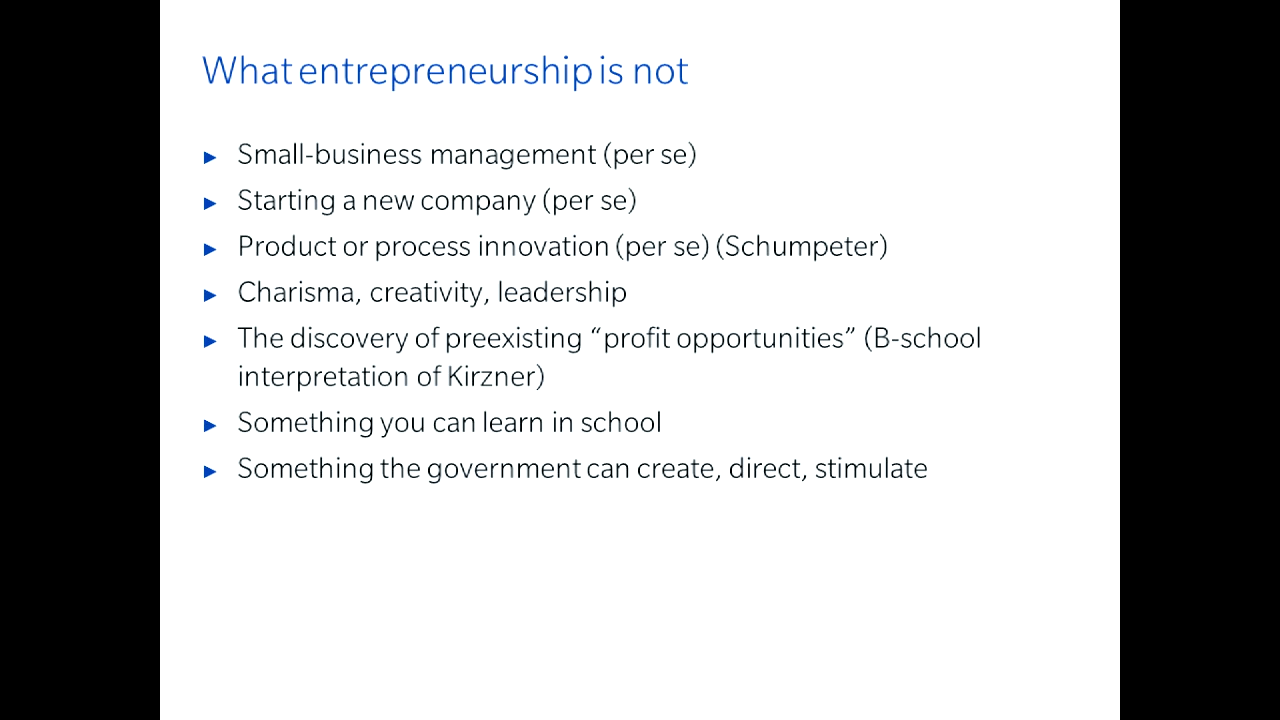 What entrepreneurship is not
► Small-business management (per se)
► Starting a new company (per se)
► Product or process innovation (per se) (Schumpeter)
► Charisma, creativity, leadership
► The discovery of preexisting “profit opportunities” (B-school
interpretation of Kirzner)
► Something you can learn in school
► Something the government can create, direct, stimulate